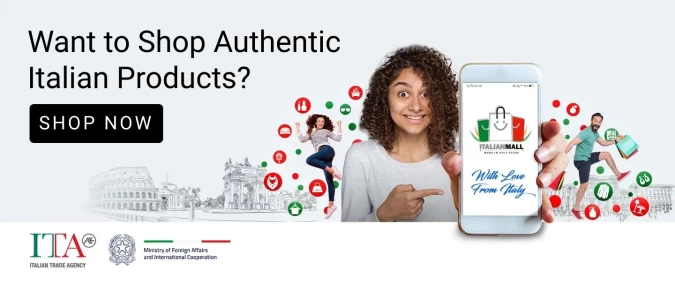 Want to Shop Authentic
Italian Products?
SHOP NOW
ITALIANMALL
With Love
From Italy
ITA
ITALIAN TRADE AGENCY
Ministry of Foreign Affairs
and International Cooperation